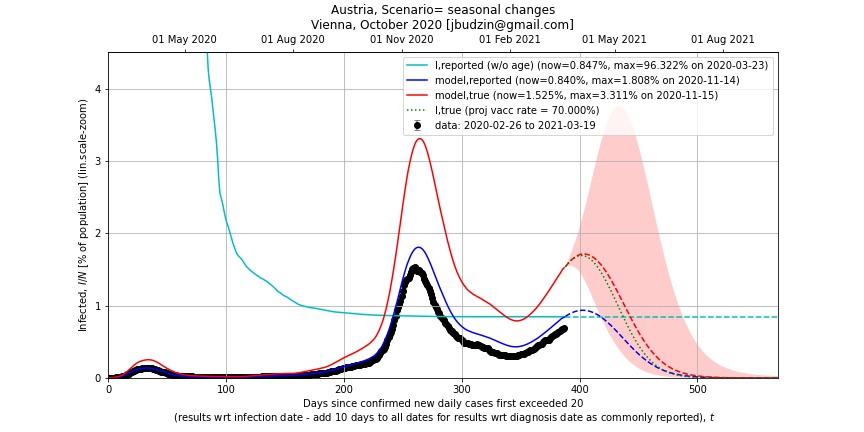 Austria, Scenario= seasonal changes
Vienna, October 2020 [jbudzin@gmail.com]
01 May 2020 01 Aug 2020 01 Nov 2020 01 Feb 2021 01 May 2021 01 Aug 2021
I,reported (w/o age) (now=0.847%, max=96.322% on 2020-03-23)
model,reported (now=0.840%, max=1.808% on 2020-11-14)
model,true (now=1.525%, max=3.311% on 2020-11-15)
I,true (proj vacc rate = 70.000%)
data: 2020-02-26 to 2021-03-19
Infected, I/N [% of population] (lin.scale-zoom)
4
3
2
1
0
0 100 200 300 400 500
Days since confirmed new daily cases first exceeded 20
(results wrt infection date - add 10 days to all dates for results wrt diagnosis date as commonly reported), t